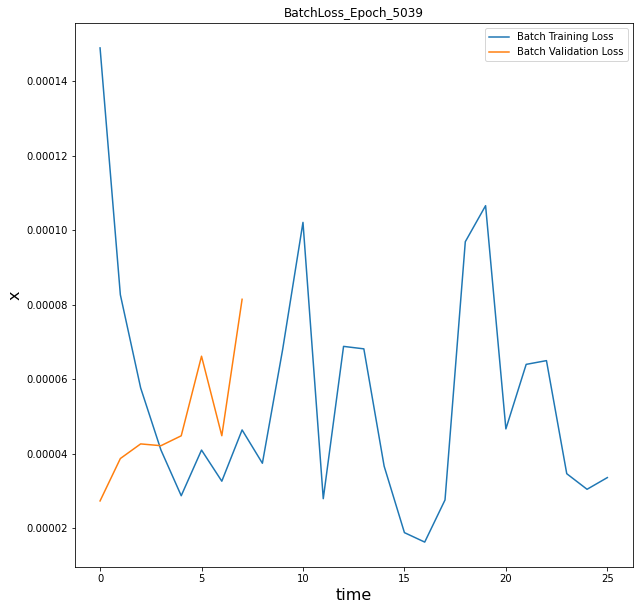 BatchLoss_Epoch_5039
Batch Training Loss
Batch Validation Loss
0.00014
0.00012
0.00010
0.00008
0.00006
0.00004
0.00002
x
0 5 10 15 20 25
time